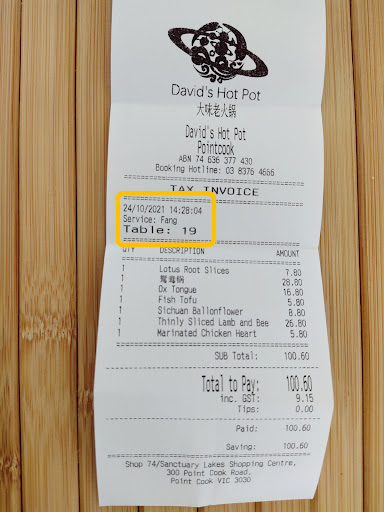 David's Hot Pot
大味老火锅
David's Hot Pot
Pointcook
ABN 74 636 377 430
Booking Hotline: 03 8376 4666
TAX INVOICE
24/10/2021 14:28:04
Service: Fang
Table: 19
QTY DESCRIPTION AMOUNT
1 Lotus Root Slices 7.80
1 鸳鸯锅 28.80
1 Ox Tongue 16.80
1 Fish Tofu 5.80
1 Sichuan Ballonflower 8.80
1 Thinly Sliced Lamb and Bee 26.80
1 Marinated Chicken Heart 5.80
SUB Total: 100.60
Total to Pay: 100.60
inc. GST: 9.15
Tips: 0.00
Paid: 100.60
Saving: 100.60
Shop 74/Sanctuary Lakes Shopping Centre,
300 Point Cook Road,
Point Cook VIC 3030